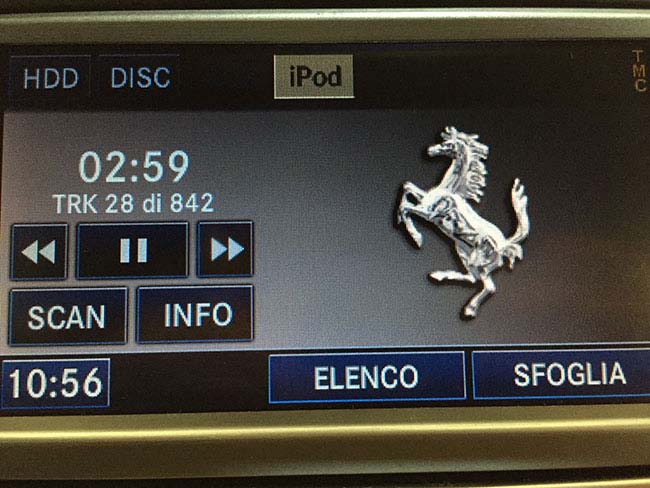 HDD DISC iPod
TMC
02:59
TRK 28 di 842
SCAN INFO
10:56 ELENCO SFOGLIA